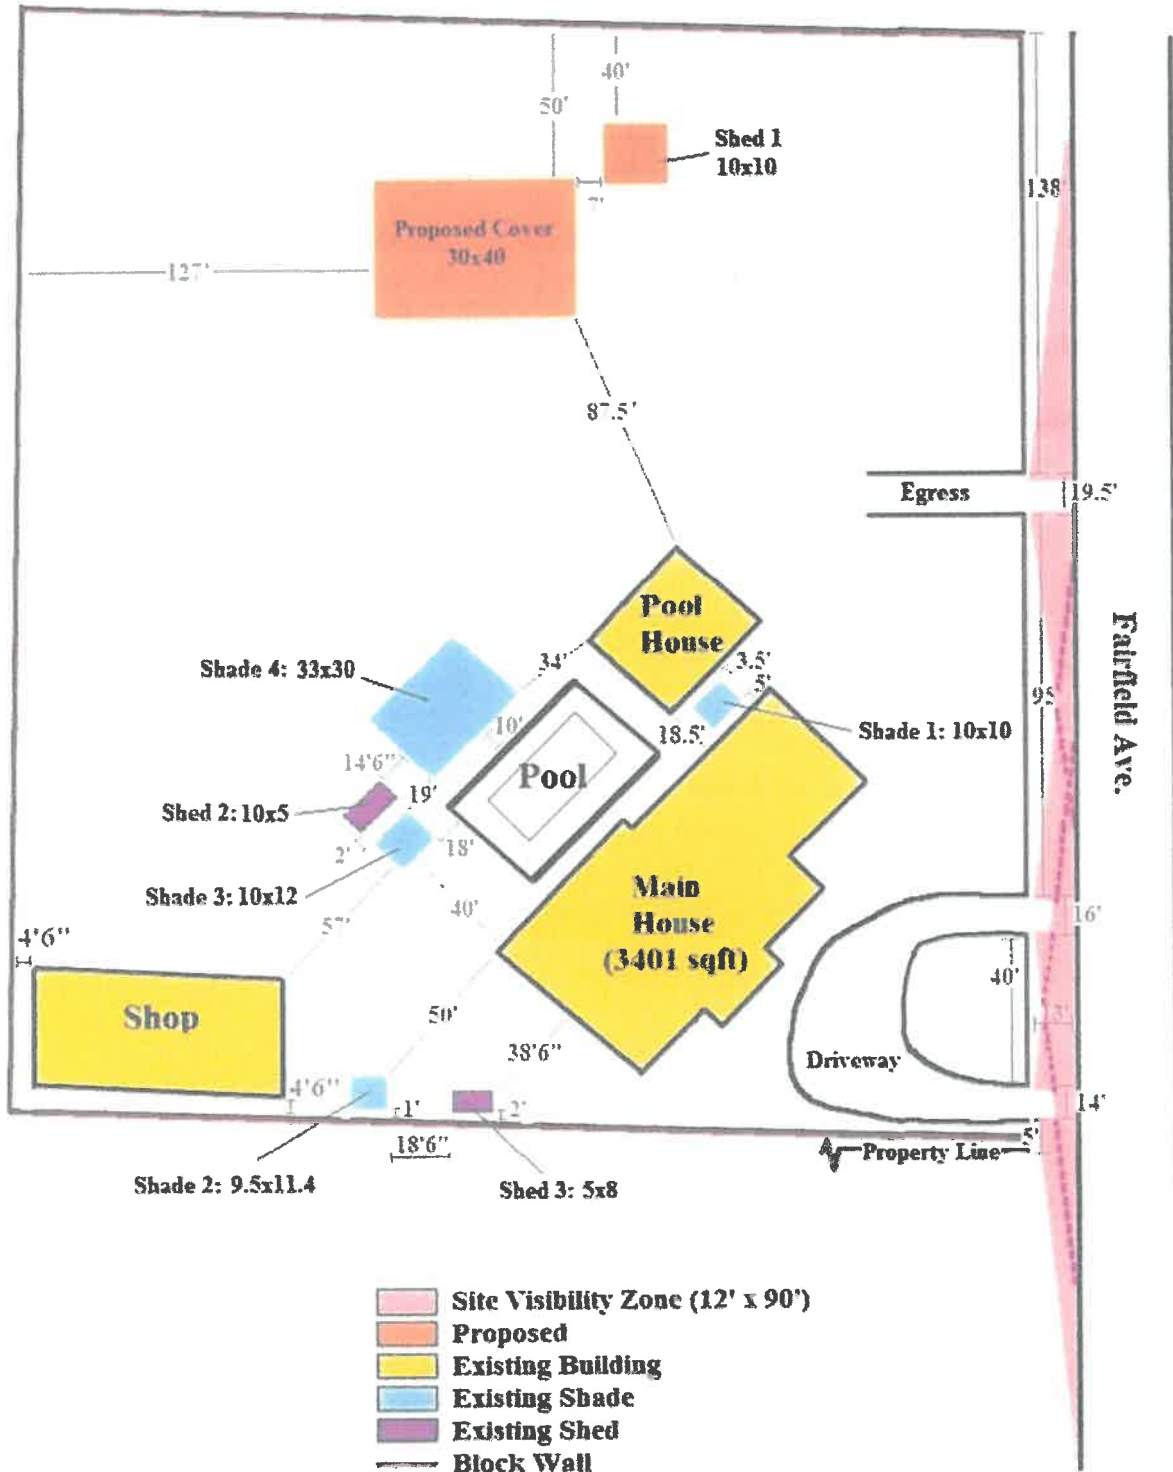 40'
50'
Shed 1
10x10
138'
Proposed Cover
30x40
7'
127'
87.5'
Egress
19.5'
Pool
House
Fairfield Ave.
34'
3.5'
Shade 4: 33x30
95'
10'
18.5'
Shade 1: 10x10
14'6"
Pool
19'
Shed 2: 10x5
2'
18'
Shade 3: 10x12
Main
House
(3401 sqft)
40'
57'
16'
4'6"
40'
Shop
50'
38'6"
Driveway
4'6"
1'
2'
14'
18'6"
Property Line
Shade 2: 9.5x11.4
Shed 3: 5x8
Site Visibility Zone (12' x 90')
Proposed
Existing Building
Existing Shade
Existing Shed
Block Wall